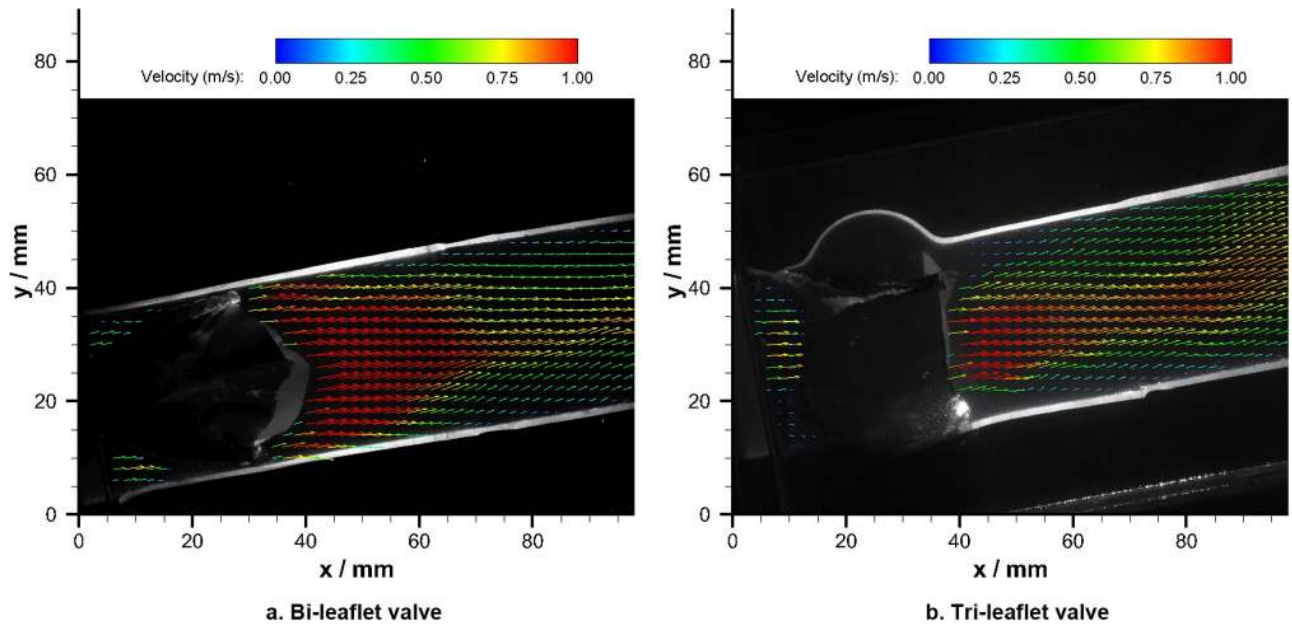 Velocity (m/s): 0.00 0.25 0.50 0.75 1.00
80
60
40
20
0
y / mm
0 20 40 60 80
x / mm
a. Bi-leaflet valve
Velocity (m/s): 0.00 0.25 0.50 0.75 1.00
80
60
40
20
0
y / mm
0 20 40 60 80
x / mm
b. Tri-leaflet valve